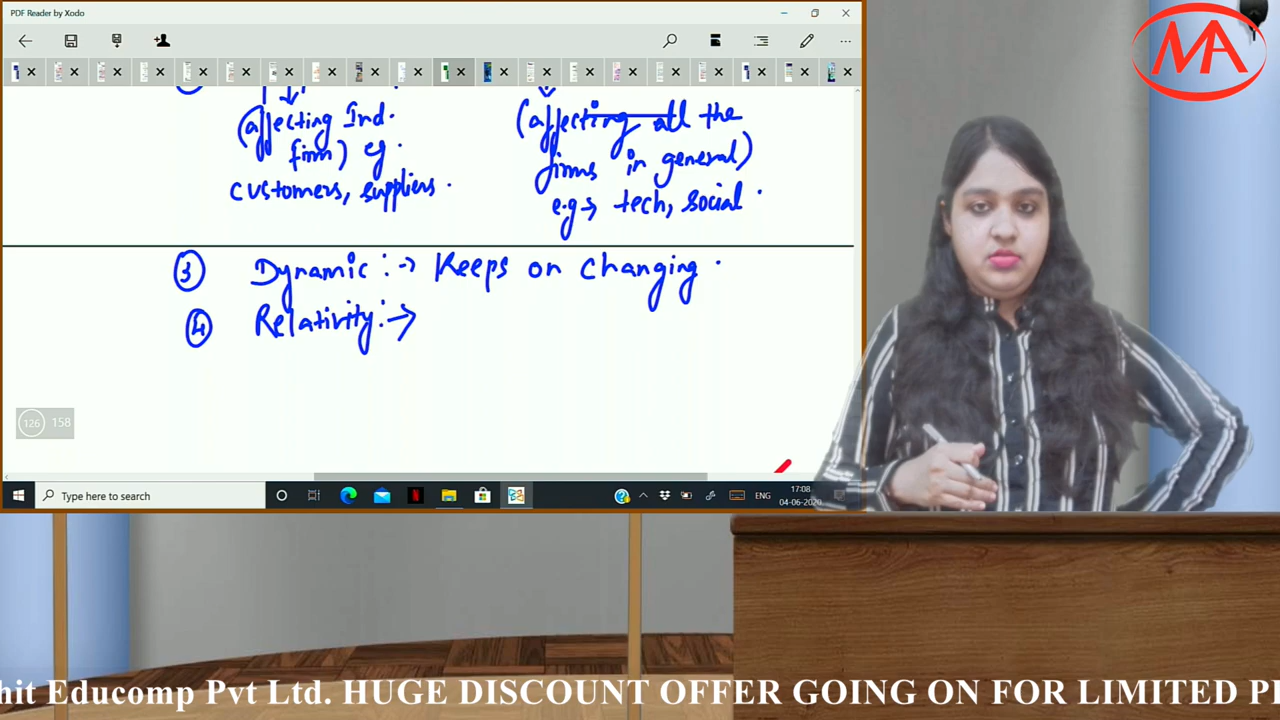 PDF Reader by Xodo
MA
(affecting Ind.
firm) eg.
customers, suppliers.
(affecting all the
firms in general)
e.g → tech, social.
3 Dynamic :→ Keeps on changing.
4 Relativity :→
126 158
Type here to search
ENG
17:08
04-06-2020
hit Educomp Pvt Ltd. HUGE DISCOUNT OFFER GOING ON FOR LIMITED PE